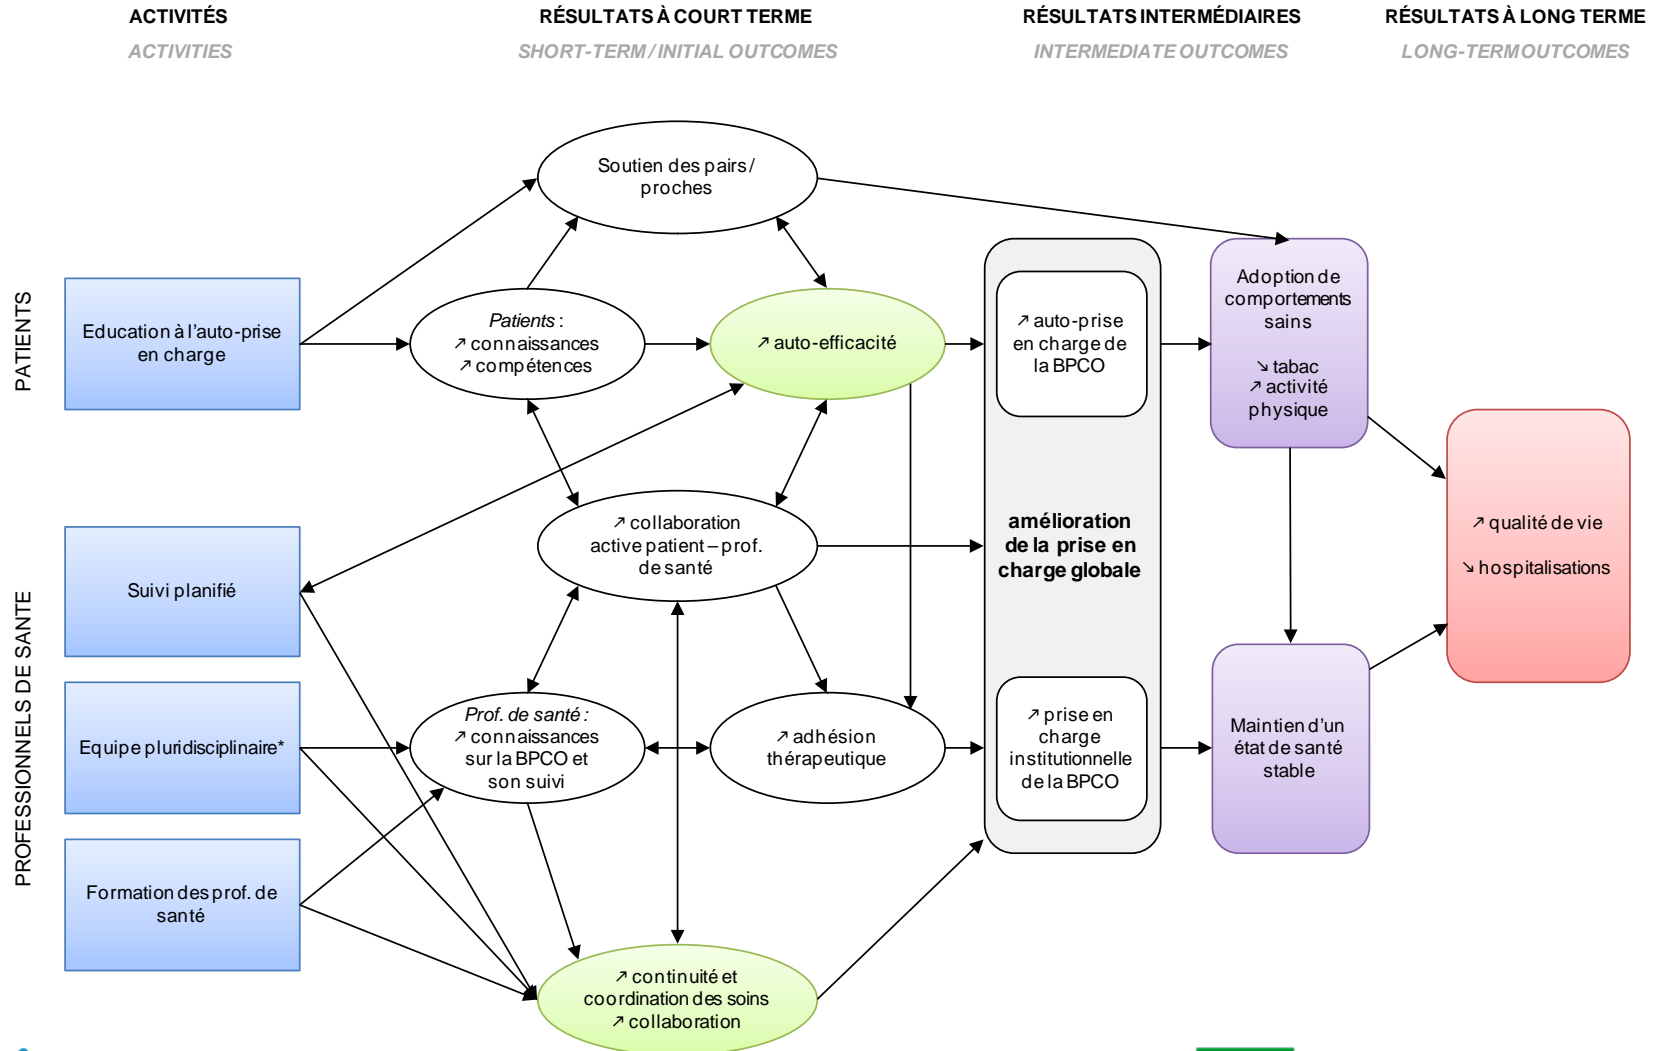 ACTIVITÉS
ACTIVITIES
RÉSULTATS À COURT TERME
SHORT-TERM / INITIAL OUTCOMES
RÉSULTATS INTERMÉDIAIRES
INTERMEDIATE OUTCOMES
RÉSULTATS À LONG TERME
LONG-TERM OUTCOMES
PATIENTS
PROFESSIONNELS DE SANTE
Education à l'auto-prise
en charge
Suivi planifié
Equipe pluridisciplinaire*
Formation des prof. de
santé
Soutien des pairs /
proches
Patients :
↗ connaissances
↗ compétences
↗ auto-efficacité
↗ collaboration
active patient – prof.
de santé
Prof. de santé :
↗ connaissances
sur la BPCO et
son suivi
↗ adhésion
thérapeutique
↗ continuité et
coordination des soins
↗ collaboration
↗ auto-prise
en charge de
la BPCO
amélioration
de la prise en
charge globale
↗ prise en
charge
institutionnelle
de la BPCO
Adoption de
comportements
sains
↘ tabac
↗ activité
physique
Maintien d'un
état de santé
stable
↗ qualité de vie
↘ hospitalisations